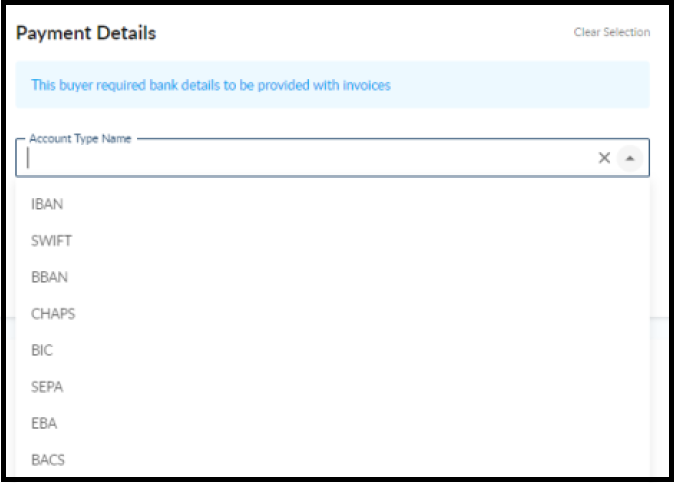 Payment Details
Clear Selection
This buyer required bank details to be provided with invoices
Account Type Name
IBAN
SWIFT
BBAN
CHAPS
BIC
SEPA
EBA
BACS